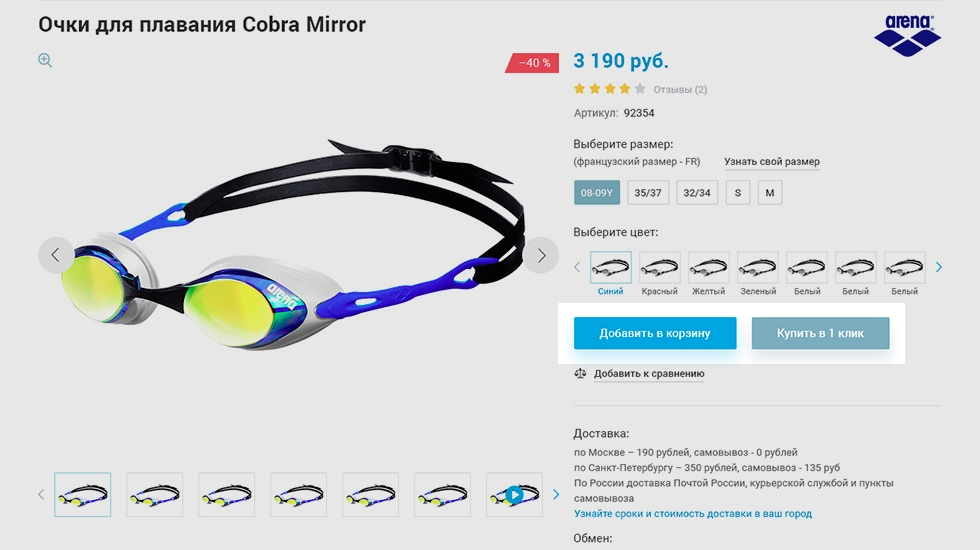 Очки для плавания Cobra Mirror
arena
–40 %
3 190 руб.
Отзывы (2)
Артикул: 92354
Выберите размер:
(французский размер - FR) Узнать свой размер
08-09Y 35/37 32/34 S M
Выберите цвет:
Синий Красный Желтый Зеленый Белый Белый Белый
arena
Добавить в корзину Купить в 1 клик
Добавить к сравнению
Доставка:
по Москве – 190 рублей, самовывоз - 0 рублей
по Санкт-Петербургу – 350 рублей, самовывоз - 135 руб
По России доставка Почтой России, курьерской службой и пункты
самовывоза
Узнайте сроки и стоимость доставки в ваш город
Обмен: